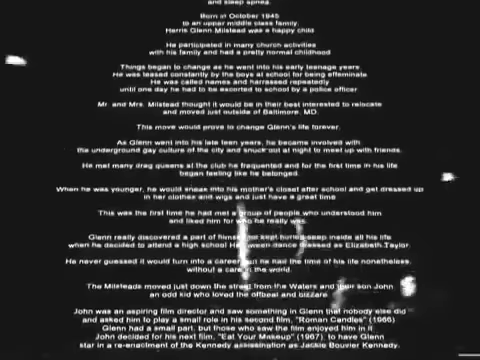 and sleep apnea.
Born in October 1945
to an upper middle class family,
Harris Glenn Milstead was a happy child
He participated in many church activities
with his family and had a pretty normal childhood
Things began to change as he went into his early teenage years.
He was teased constantly by the boys at school for being effeminate.
He was called names and harrassed repeatedly
until one day he had to be escorted to school by a police officer.
Mr. and Mrs. Milstead thought it would be in their best interested to relocate
and moved just outside of Baltimore, MD.
This move would prove to change Glenn's life forever.
As Glenn went into his late teen years, he became involved with
the underground gay culture of the city and snuck out at night to meet up with friends.
He met many drag queens at the club he frequented and for the first time in his life
began feeling like he belonged.
When he was younger, he would sneak into his mother's closet after school and get dressed up
in her clothes and wigs and just have a great time
This was the first time he had met a group of people who understood him
and liked him for who he really was.
Glenn really discovered a part of himself he kept buried deep inside all his life
when he decided to attend a high school Halloween dance dressed as Elizabeth Taylor.
He never guessed it would turn into a career but he had the time of his life nonetheless,
without a care in the world.
The Milsteads moved just down the street from the Waters and their son John,
an odd kid who loved the offbeat and bizzare.
John was an aspiring film director and saw something in Glenn that nobody else did
and asked him to play a small role in his second film, "Roman Candles" (1966)
Glenn had a small part, but those who saw the film enjoyed him in it
John decided for his next film, "Eat Your Makeup" (1967), to have Glenn
star in a re-enactment of the Kennedy assassination as Jackie Bouvier Kennedy.